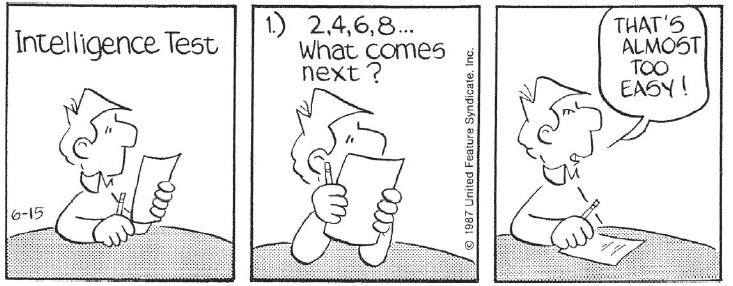 Intelligence Test
6-15
1.) 2,4,6,8...
What comes
next?
© 1987 United Feature Syndicate, Inc.
THAT'S
ALMOST
TOO
EASY!